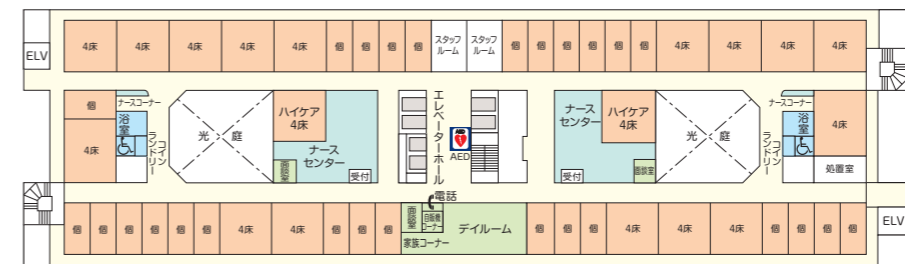 ELV
4床
4床
4床
4床
4床
個
個
個
個
スタッフ
ルーム
スタッフ
ルーム
個
個
個
個
個
個
4床
4床
4床
4床
個
4床
ナースコーナー
浴室
コイン
ランドリー
光庭
ハイケア
4床
ナース
センター
面談室
受付
エレベーターホール
AED
AED
ナース
センター
ハイケア
4床
受付
面談室
光庭
コイン
ランドリー
ナースコーナー
浴室
4床
処置室
個
個
個
個
個
個
4床
4床
個
個
個
面談室
電話
自販機
コーナー
家族コーナー
デイルーム
個
個
個
4床
4床
4床
個
個
個
個
ELV